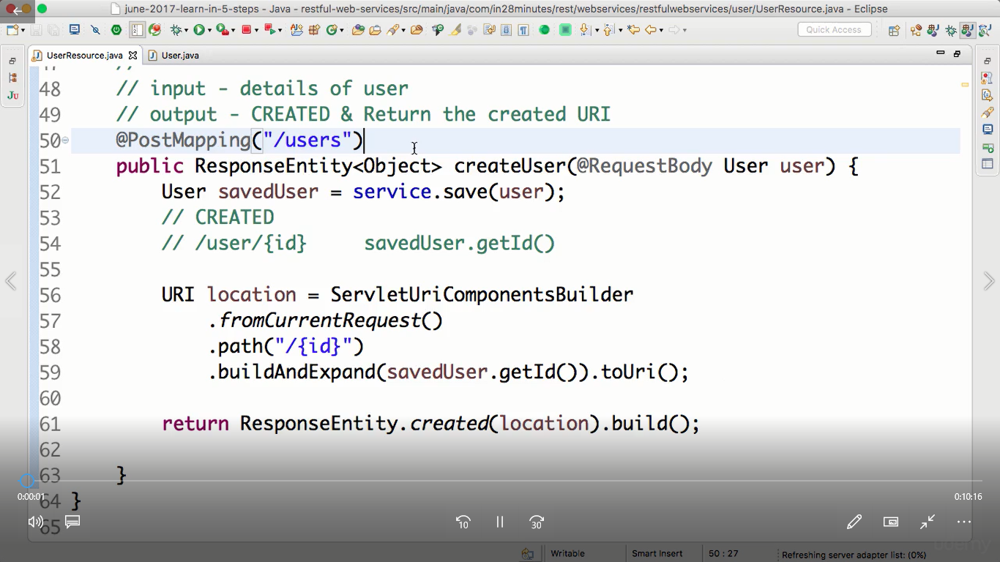 june-2017-learn-in-5-steps - Java - restful-web-services/src/main/java/com/in28minutes/rest/webservices/restfulwebservices/user/UserResource.java - Eclipse
Quick Access
UserResource.java
User.java
47 //
48 // input - details of user
49 // output - CREATED & Return the created URI
50 @PostMapping("/users")
51 public ResponseEntity<Object> createUser(@RequestBody User user) {
52 User savedUser = service.save(user);
53 // CREATED
54 // /user/{id} savedUser.getId()
55
56 URI location = ServletUriComponentsBuilder
57 .fromCurrentRequest()
58 .path("/{id}")
59 .buildAndExpand(savedUser.getId()).toUri();
60
61 return ResponseEntity.created(location).build();
62
63 }
0:00:01
0:10:16
64 }
65
10
30
Writable
Smart Insert
50 : 27
Refreshing server adapter list: (0%)
udemy